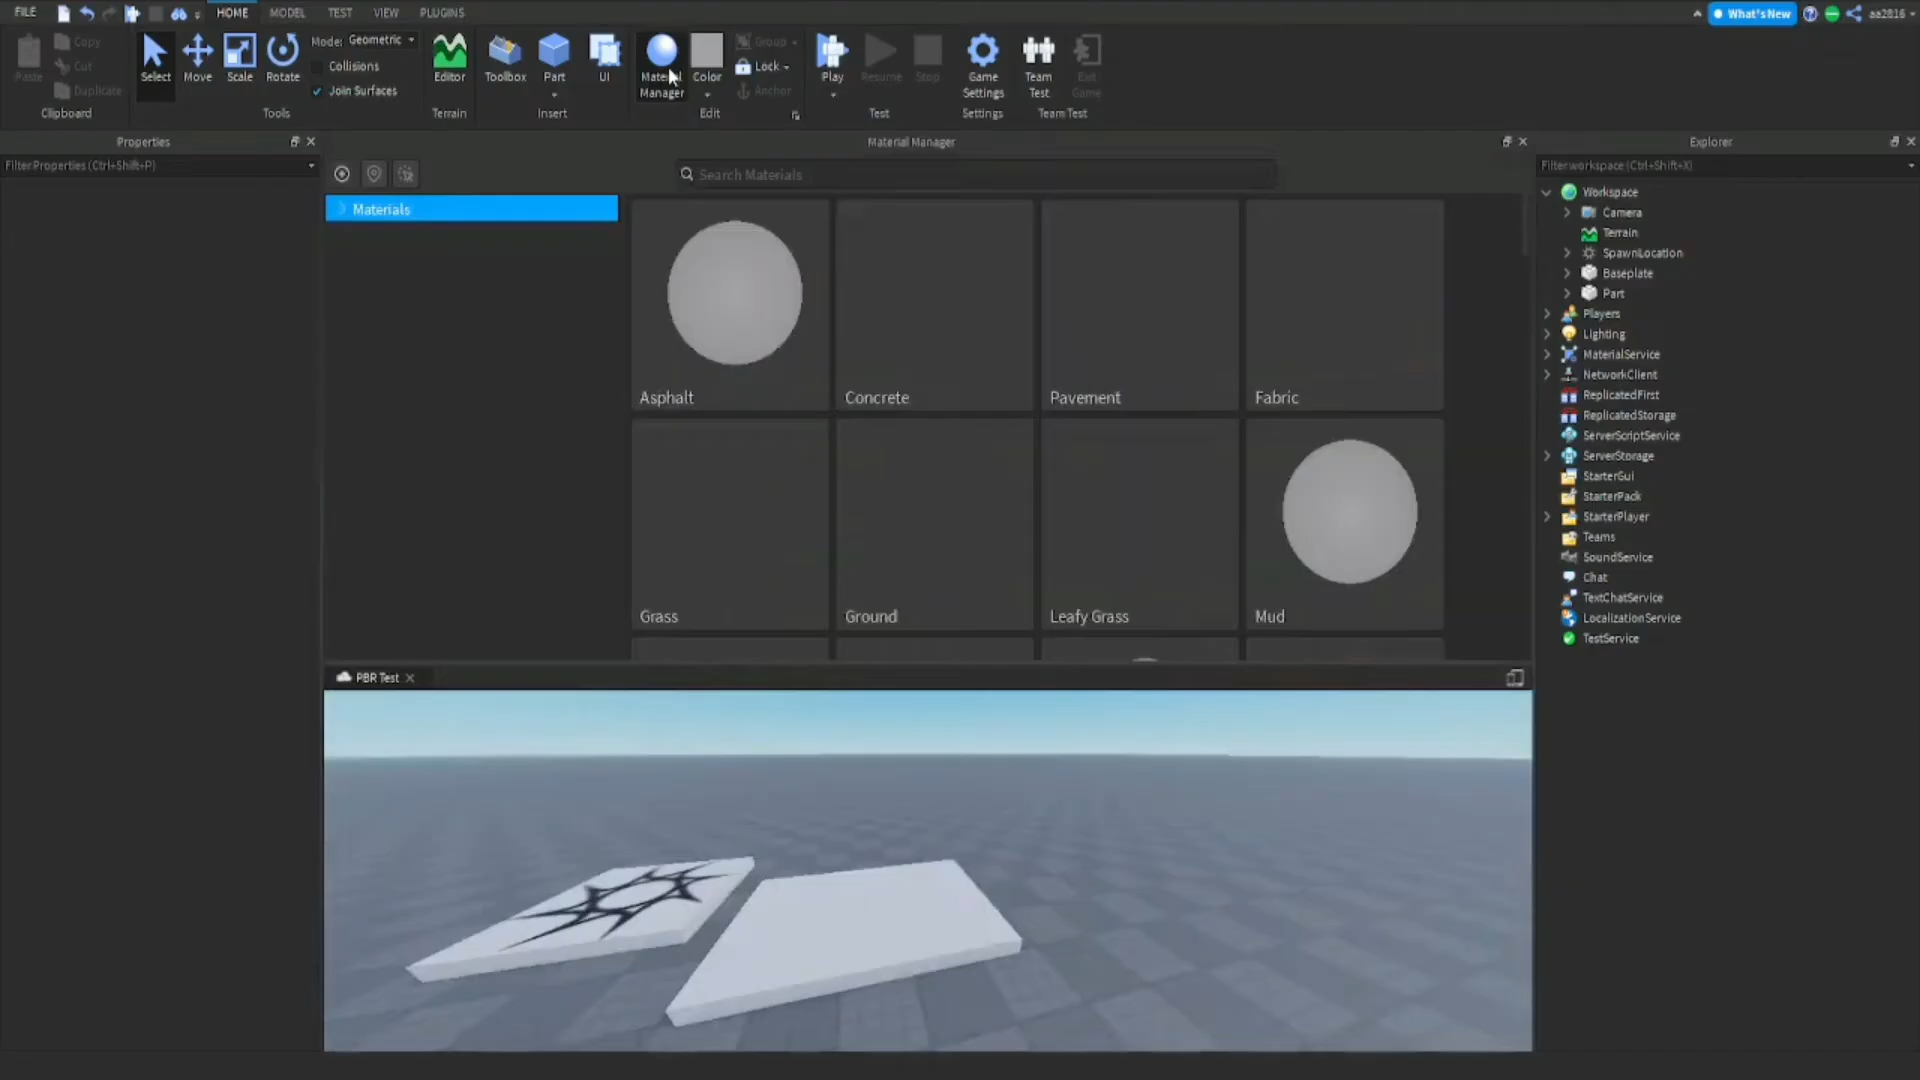 FILE HOME MODEL TEST VIEW PLUGINS What's New aa2816
Paste Copy Cut Duplicate Clipboard
Select Move Scale Rotate Mode: Geometric Collisions Join Surfaces Tools
Editor Terrain
Toolbox Part UI Insert
Material Manager Color Group Lock Anchor Edit
Play Resume Stop Test
Game Settings Settings
Team Test Exit Game Team Test
Properties
Filter Properties (Ctrl+Shift+P)
Material Manager
Search Materials
Materials
Asphalt Concrete Pavement Fabric
Grass Ground Leafy Grass Mud
PBR Test
Explorer
Filter workspace (Ctrl+Shift+X)
Workspace
Camera
Terrain
SpawnLocation
Baseplate
Part
Players
Lighting
MaterialService
NetworkClient
ReplicatedFirst
ReplicatedStorage
ServerScriptService
ServerStorage
StarterGui
StarterPack
StarterPlayer
Teams
SoundService
Chat
TextChatService
LocalizationService
TestService